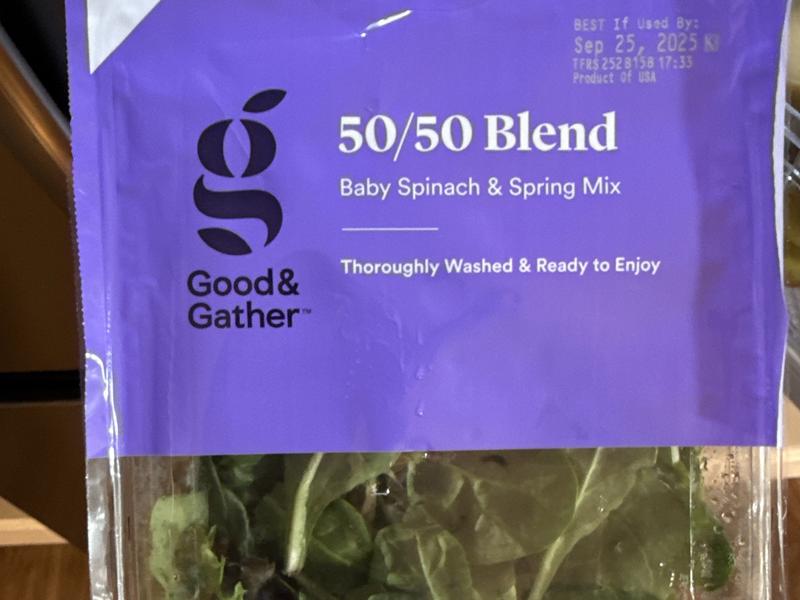 BEST If Used By:
Sep 25, 2025 K
TFRS2528158 17:33
Product Of USA
50/50 Blend
Baby Spinach & Spring Mix
Thoroughly Washed & Ready to Enjoy
g
Good&
Gather™